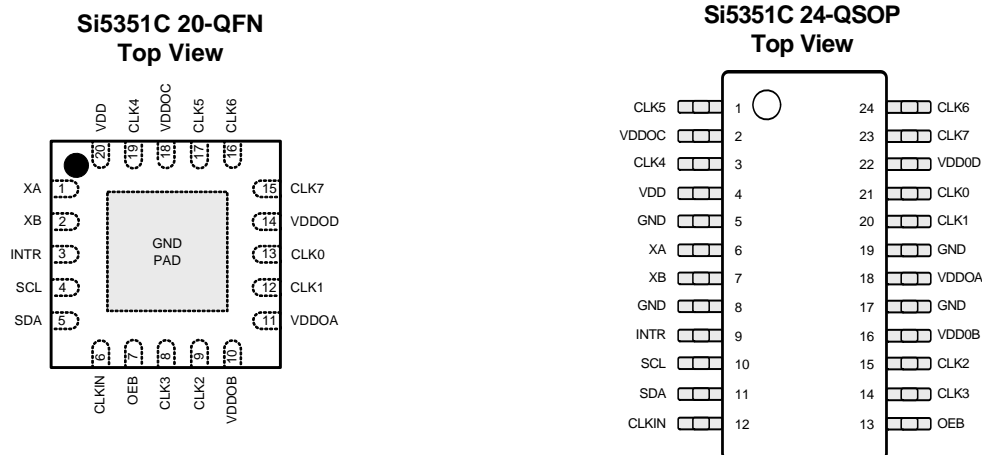 Si5351C 20-QFN
Top View
VDD
CLK4
VDDOC
CLK5
CLK6
20
19
18
17
16
XA
1
XB
2
INTR
3
SCL
4
SDA
5
GND
PAD
15
CLK7
14
VDDOD
13
CLK0
12
CLK1
11
VDDOA
6
7
8
9
10
CLKIN
OEB
CLK3
CLK2
VDDOB
Si5351C 24-QSOP
Top View
CLK5
1
24
CLK6
VDDOC
2
23
CLK7
CLK4
3
22
VDD0D
VDD
4
21
CLK0
GND
5
20
CLK1
XA
6
19
GND
XB
7
18
VDDOA
GND
8
17
GND
INTR
9
16
VDD0B
SCL
10
15
CLK2
SDA
11
14
CLK3
CLKIN
12
13
OEB